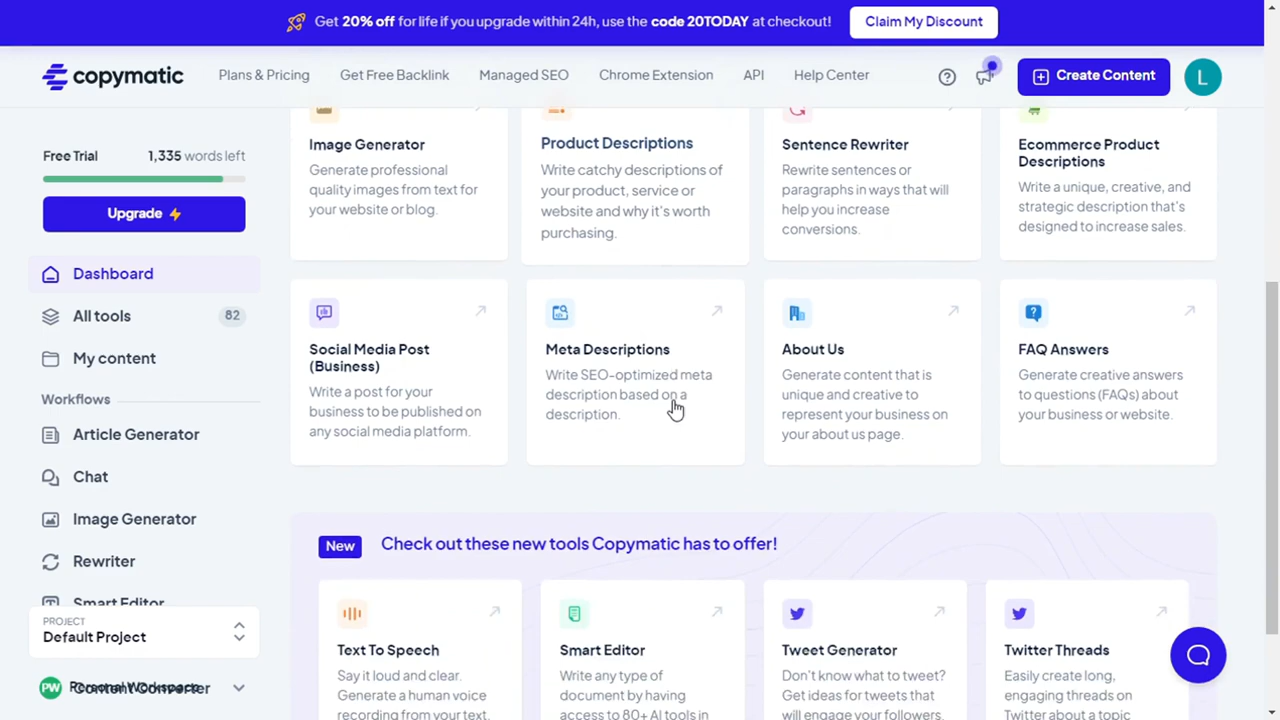 Get 20% off for life if you upgrade within 24h, use the code 20TODAY at checkout!
Claim My Discount
copymatic
Plans & Pricing
Get Free Backlink
Managed SEO
Chrome Extension
API
Help Center
Create Content
L
Free Trial
1,335 words left
Upgrade
Dashboard
All tools
82
My content
Workflows
Article Generator
Chat
Image Generator
Rewriter
Smart Editor
PROJECT
Default Project
PW
Personal Workspace
Content Converter
Image Generator
Generate professional
quality images from text for
your website or blog.
Product Descriptions
Write catchy descriptions of
your product, service or
website and why it's worth
purchasing.
Sentence Rewriter
Rewrite sentences or
paragraphs in ways that will
help you increase
conversions.
Ecommerce Product
Descriptions
Write a unique, creative, and
strategic description that's
designed to increase sales.
Social Media Post
(Business)
Write a post for your
business to be published on
any social media platform.
Meta Descriptions
Write SEO-optimized meta
description based on a
description.
About Us
Generate content that is
unique and creative to
represent your business on
your about us page.
FAQ Answers
Generate creative answers
to questions (FAQs) about
your business or website.
New
Check out these new tools Copymatic has to offer!
Text To Speech
Say it loud and clear.
Generate a human voice
recording from your text.
Smart Editor
Write any type of
document by having
access to 80+ AI tools in
Tweet Generator
Don't know what to tweet?
Get ideas for tweets that
will engage your followers.
Twitter Threads
Easily create long,
engaging threads on
Twitter about a topic